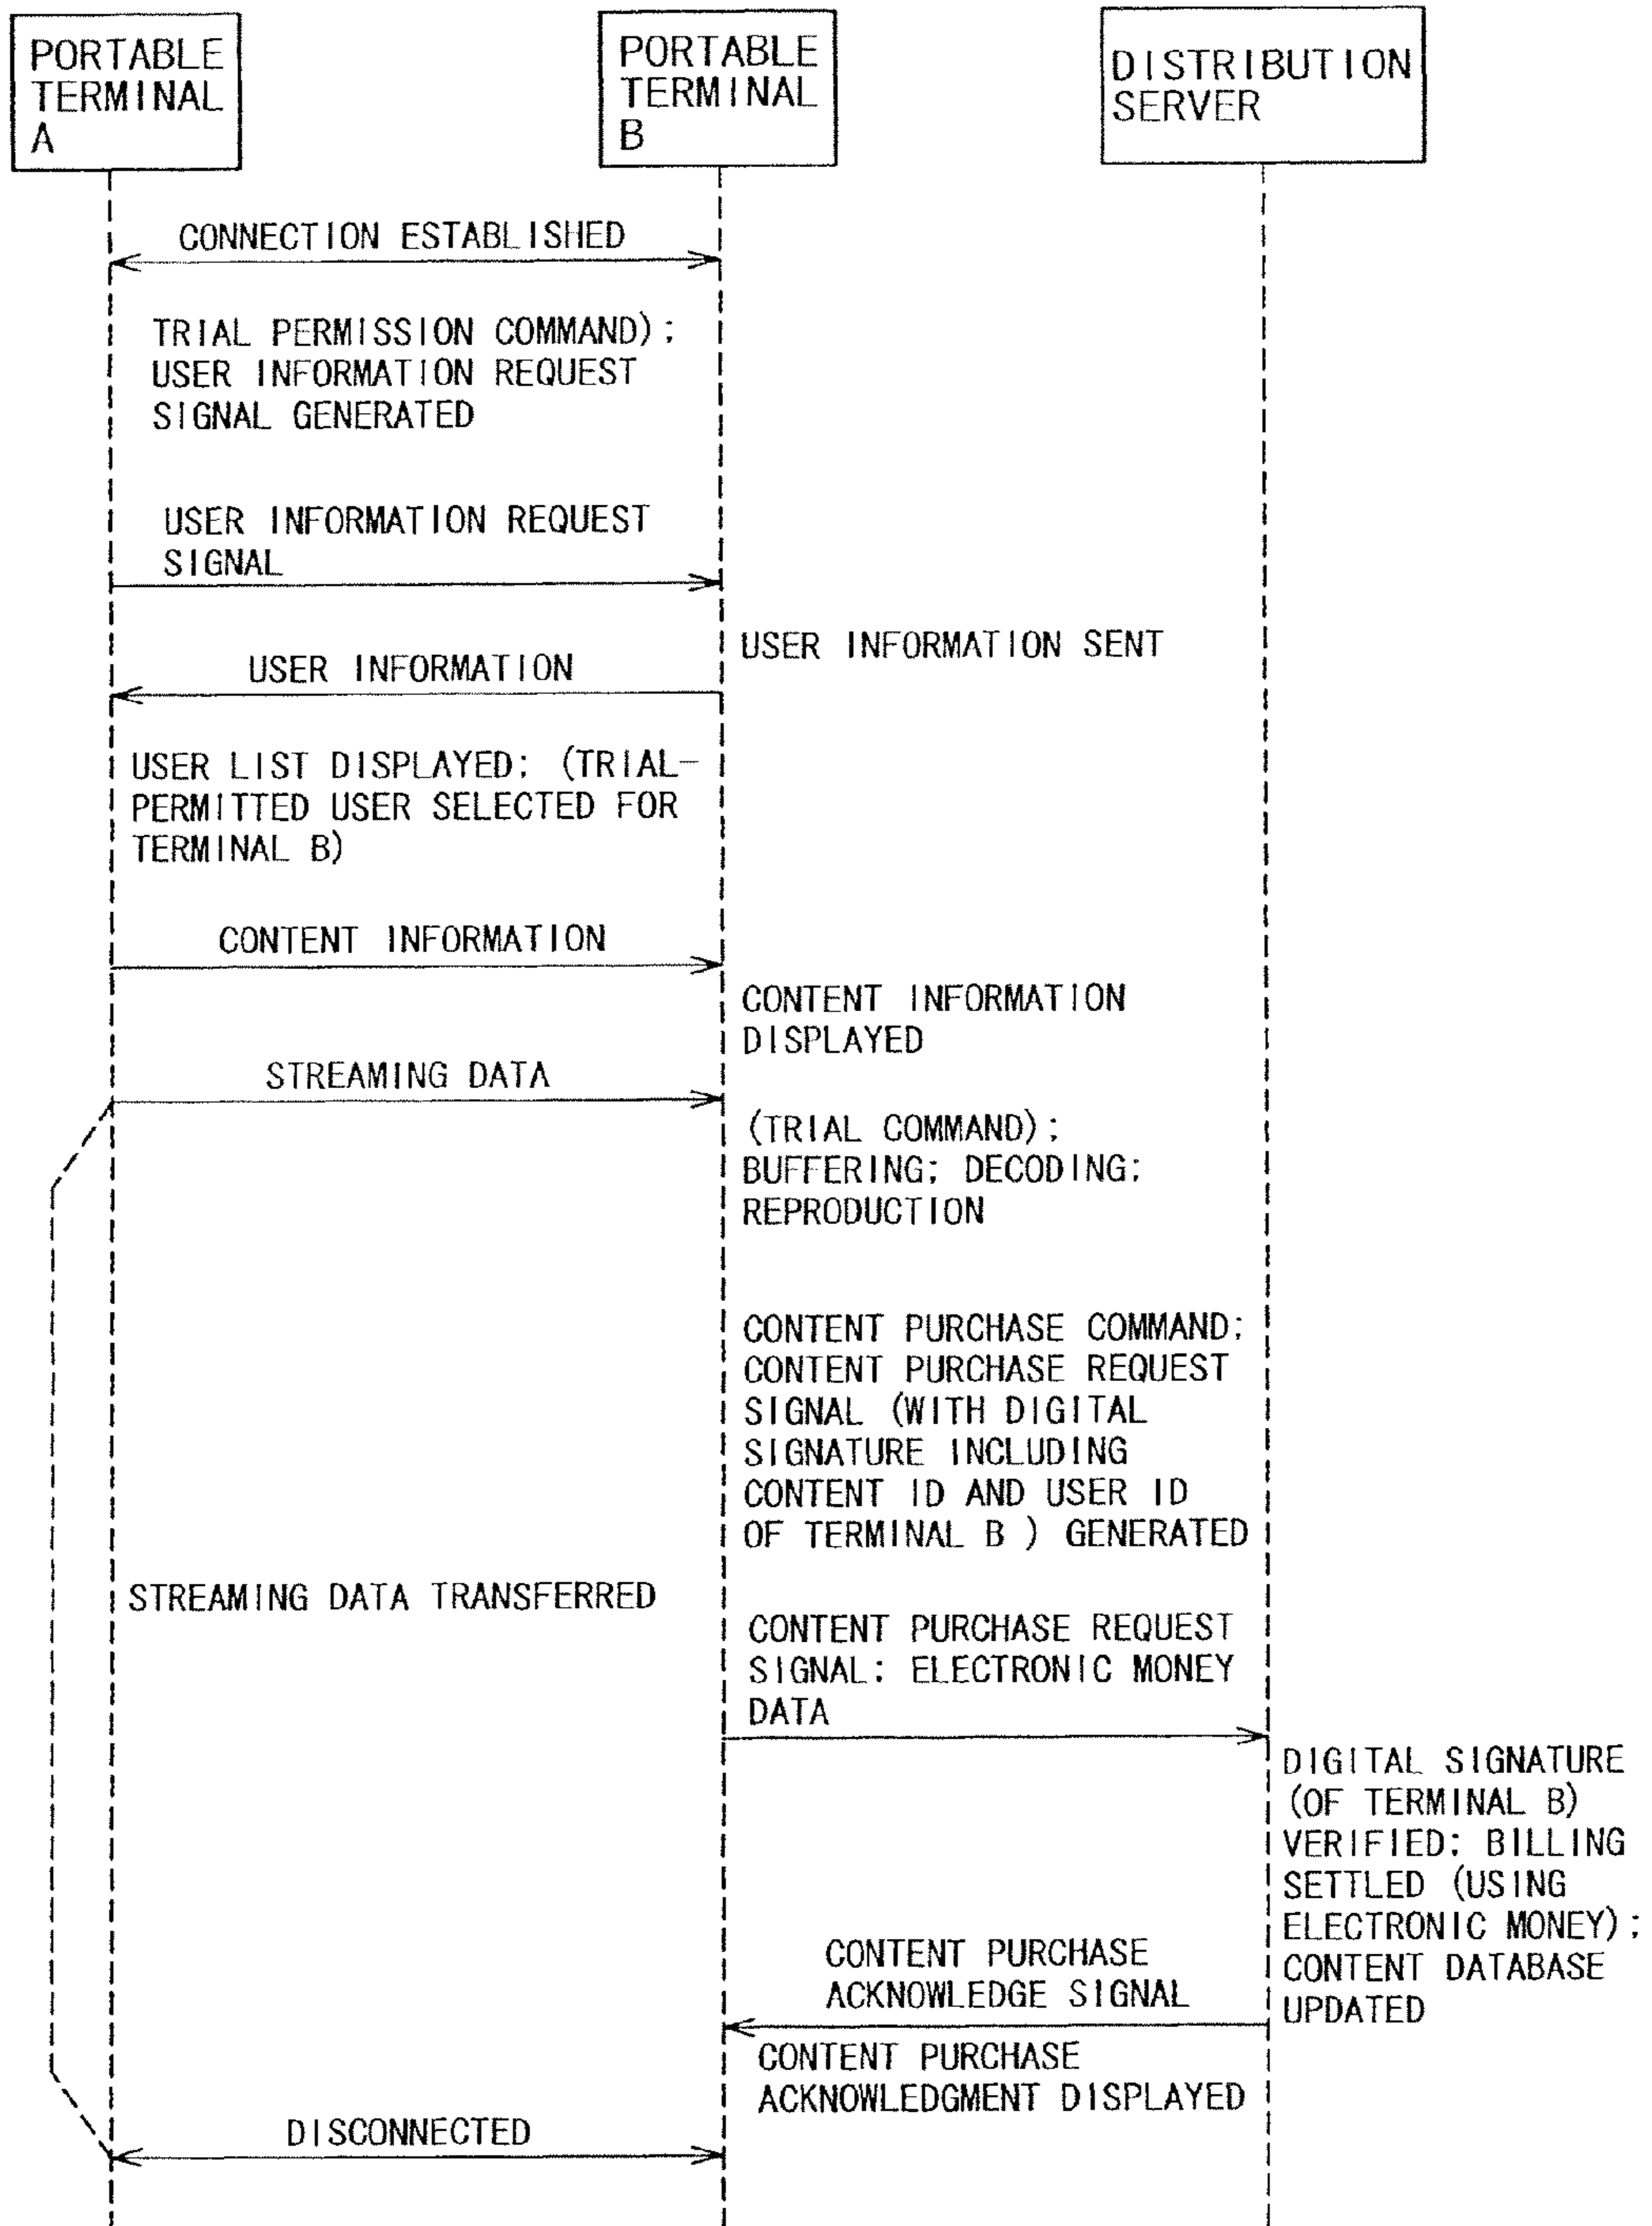 PORTABLE
TERMINAL
A
PORTABLE
TERMINAL
B
DISTRIBUTION
SERVER
CONNECTION ESTABLISHED
TRIAL PERMISSION COMMAND);
USER INFORMATION REQUEST
SIGNAL GENERATED
USER INFORMATION REQUEST
SIGNAL
USER INFORMATION SENT
USER INFORMATION
USER LIST DISPLAYED; (TRIAL-
PERMITTED USER SELECTED FOR
TERMINAL B)
CONTENT INFORMATION
CONTENT INFORMATION
DISPLAYED
STREAMING DATA
(TRIAL COMMAND);
BUFFERING; DECODING;
REPRODUCTION
CONTENT PURCHASE COMMAND;
CONTENT PURCHASE REQUEST
SIGNAL (WITH DIGITAL
SIGNATURE INCLUDING
CONTENT ID AND USER ID
OF TERMINAL B ) GENERATED
STREAMING DATA TRANSFERRED
CONTENT PURCHASE REQUEST
SIGNAL; ELECTRONIC MONEY
DATA
DIGITAL SIGNATURE
(OF TERMINAL B)
VERIFIED; BILLING
SETTLED (USING
ELECTRONIC MONEY);
CONTENT DATABASE
UPDATED
CONTENT PURCHASE
ACKNOWLEDGE SIGNAL
CONTENT PURCHASE
ACKNOWLEDGMENT DISPLAYED
DISCONNECTED